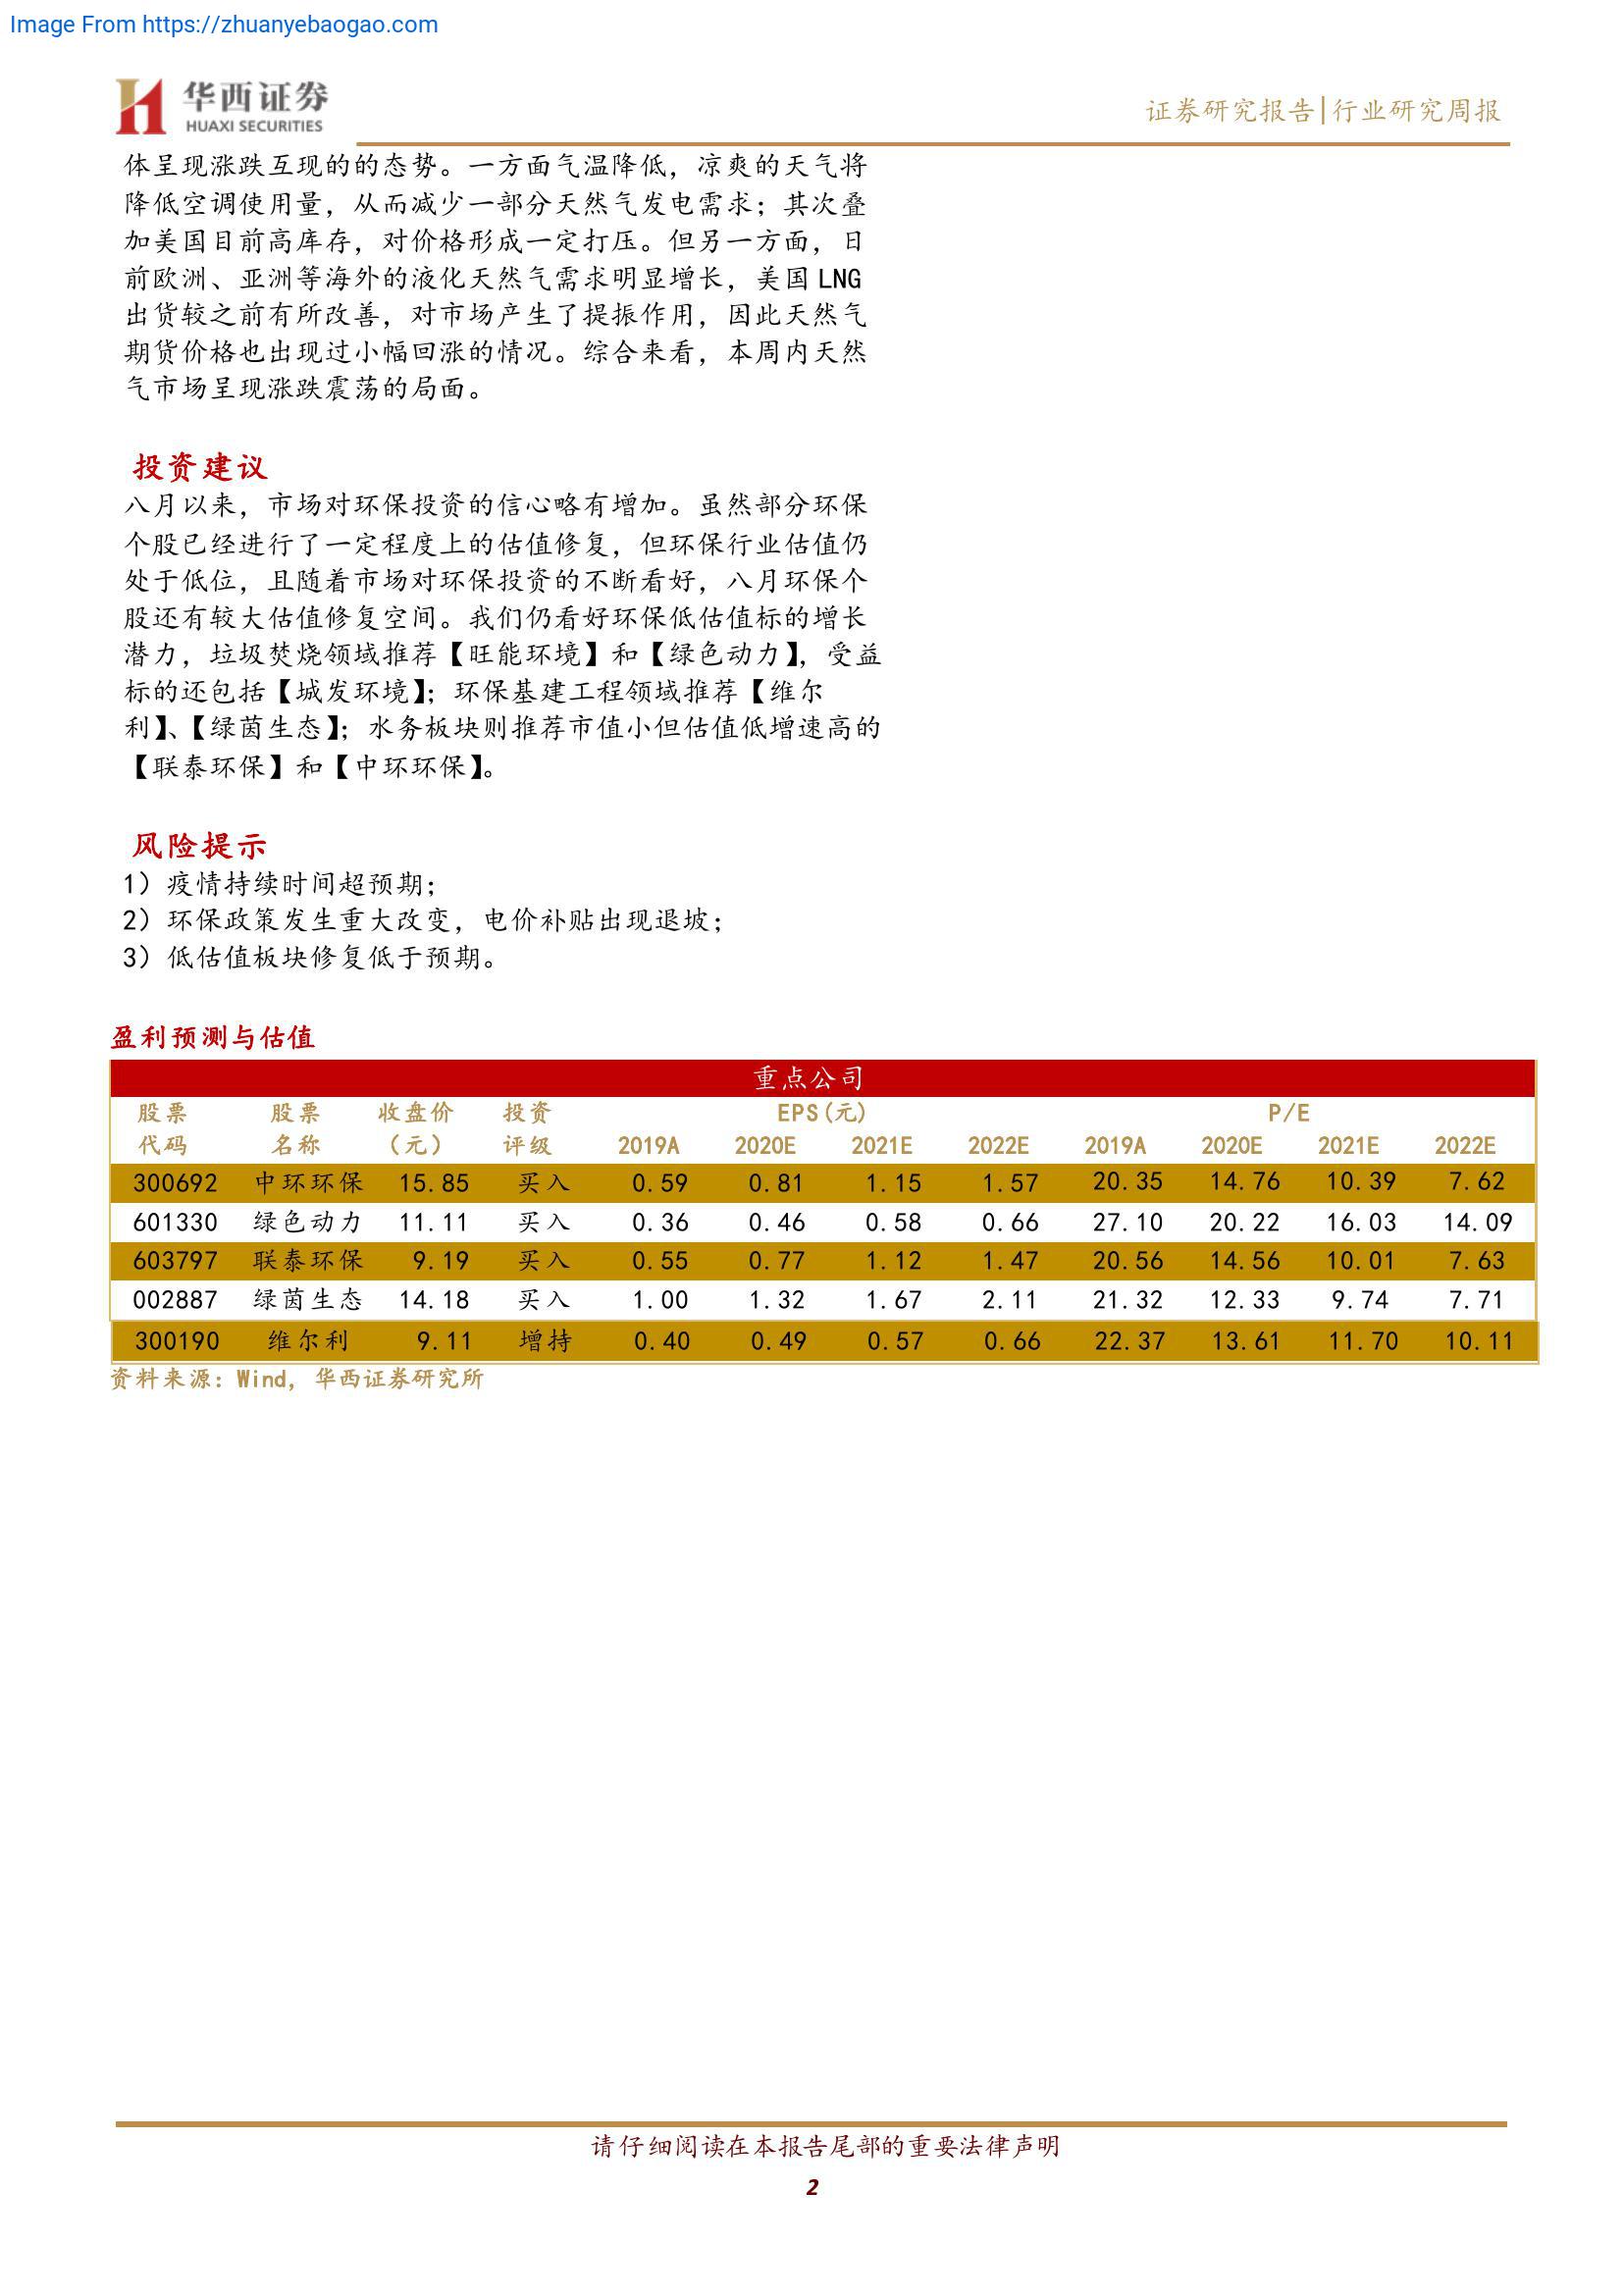 Image From https://zhuanyebaogao.com
华西证券
HUAXI SECURITIES
证券研究报告|行业研究周报
体呈现涨跌互现的的态势。一方面气温降低，凉爽的天气将
降低空调使用量，从而减少一部分天然气发电需求；其次叠
加美国目前高库存，对价格形成一定打压。但另一方面，日
前欧洲、亚洲等海外的液化天然气需求明显增长，美国 LNG
出货较之前有所改善，对市场产生了提振作用，因此天然气
期货价格也出现过小幅回涨的情况。综合来看，本周内天然
气市场呈现涨跌震荡的局面。
投资建议
八月以来，市场对环保投资的信心略有增加。虽然部分环保
个股已经进行了一定程度上的估值修复，但环保行业估值仍
处于低位，且随着市场对环保投资的不断看好，八月环保个
股还有较大估值修复空间。我们仍看好环保低估值标的增长
潜力，垃圾焚烧领域推荐【旺能环境】和【绿色动力】，受益
标的还包括【城发环境】；环保基建工程领域推荐【维尔
利】、【绿茵生态】；水务板块则推荐市值小但估值低增速高的
【联泰环保】和【中环环保】。
风险提示
1）疫情持续时间超预期；
2）环保政策发生重大改变，电价补贴出现退坡；
3）低估值板块修复低于预期。
盈利预测与估值
重点公司
股票 股票 收盘价 投资 EPS(元) P/E
代码 名称 （元） 评级 2019A 2020E 2021E 2022E 2019A 2020E 2021E 2022E
300692 中环环保 15.85 买入 0.59 0.81 1.15 1.57 20.35 14.76 10.39 7.62
601330 绿色动力 11.11 买入 0.36 0.46 0.58 0.66 27.10 20.22 16.03 14.09
603797 联泰环保 9.19 买入 0.55 0.77 1.12 1.47 20.56 14.56 10.01 7.63
002887 绿茵生态 14.18 买入 1.00 1.32 1.67 2.11 21.32 12.33 9.74 7.71
300190 维尔利 9.11 增持 0.40 0.49 0.57 0.66 22.37 13.61 11.70 10.11
资料来源：Wind，华西证券研究所
请仔细阅读在本报告尾部的重要法律声明
2